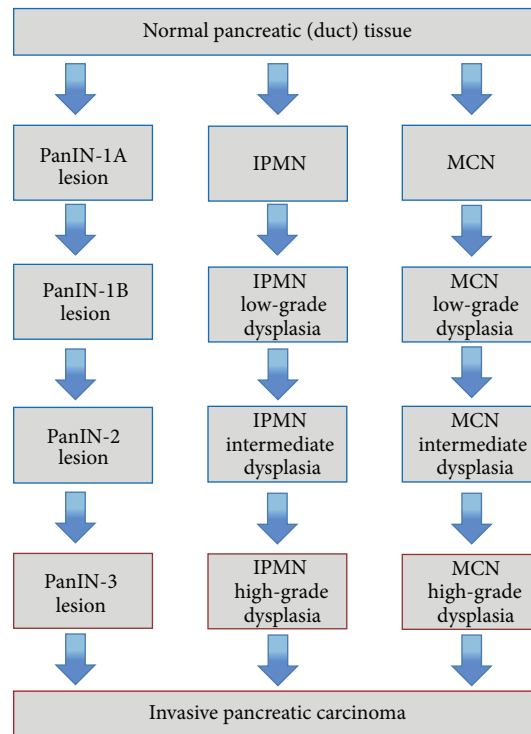 Normal pancreatic (duct) tissue
PanIN-1A
lesion
IPMN
MCN
PanIN-1B
lesion
IPMN
low-grade
dysplasia
MCN
low-grade
dysplasia
PanIN-2
lesion
IPMN
intermediate
dysplasia
MCN
intermediate
dysplasia
PanIN-3
lesion
IPMN
high-grade
dysplasia
MCN
high-grade
dysplasia
Invasive pancreatic carcinoma